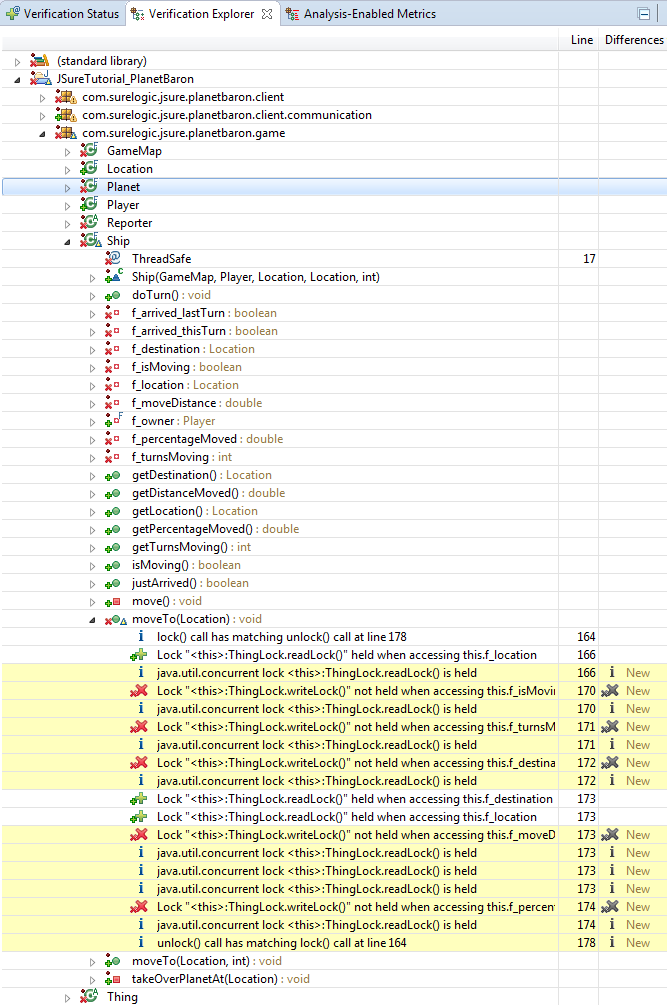 Verification Status Verification Explorer Analysis-Enabled Metrics
Line Differences
(standard library)
JSureTutorial_PlanetBaron
com.surelogic.jsure.planetbaron.client
com.surelogic.jsure.planetbaron.client.communication
com.surelogic.jsure.planetbaron.game
GameMap
Location
Planet
Player
Reporter
Ship
ThreadSafe 17
Ship(GameMap, Player, Location, Location, int)
doTurn() : void
f_arrived_lastTurn : boolean
f_arrived_thisTurn : boolean
f_destination : Location
f_isMoving : boolean
f_location : Location
f_moveDistance : double
f_owner : Player
f_percentageMoved : double
f_turnsMoving : int
getDestination() : Location
getDistanceMoved() : double
getLocation() : Location
getPercentageMoved() : double
getTurnsMoving() : int
isMoving() : boolean
justArrived() : boolean
move() : void
moveTo(Location) : void
lock() call has matching unlock() call at line 178 164
Lock "<this>:ThingLock.readLock()" held when accessing this.f_location 166
java.util.concurrent lock <this>:ThingLock.readLock() is held 166 New
Lock "<this>:ThingLock.writeLock()" not held when accessing this.f_isMovin 170 New
java.util.concurrent lock <this>:ThingLock.readLock() is held 170 New
Lock "<this>:ThingLock.writeLock()" not held when accessing this.f_turnsM 171 New
java.util.concurrent lock <this>:ThingLock.readLock() is held 171 New
Lock "<this>:ThingLock.writeLock()" not held when accessing this.f_destina 172 New
java.util.concurrent lock <this>:ThingLock.readLock() is held 172 New
Lock "<this>:ThingLock.readLock()" held when accessing this.f_destination 173
Lock "<this>:ThingLock.readLock()" held when accessing this.f_location 173
Lock "<this>:ThingLock.writeLock()" not held when accessing this.f_moveD 173 New
java.util.concurrent lock <this>:ThingLock.readLock() is held 173 New
java.util.concurrent lock <this>:ThingLock.readLock() is held 173 New
java.util.concurrent lock <this>:ThingLock.readLock() is held 173 New
Lock "<this>:ThingLock.writeLock()" not held when accessing this.f_percent 174 New
java.util.concurrent lock <this>:ThingLock.readLock() is held 174 New
unlock() call has matching lock() call at line 164 178 New
moveTo(Location, int) : void
takeOverPlanetAt(Location) : void
Thing